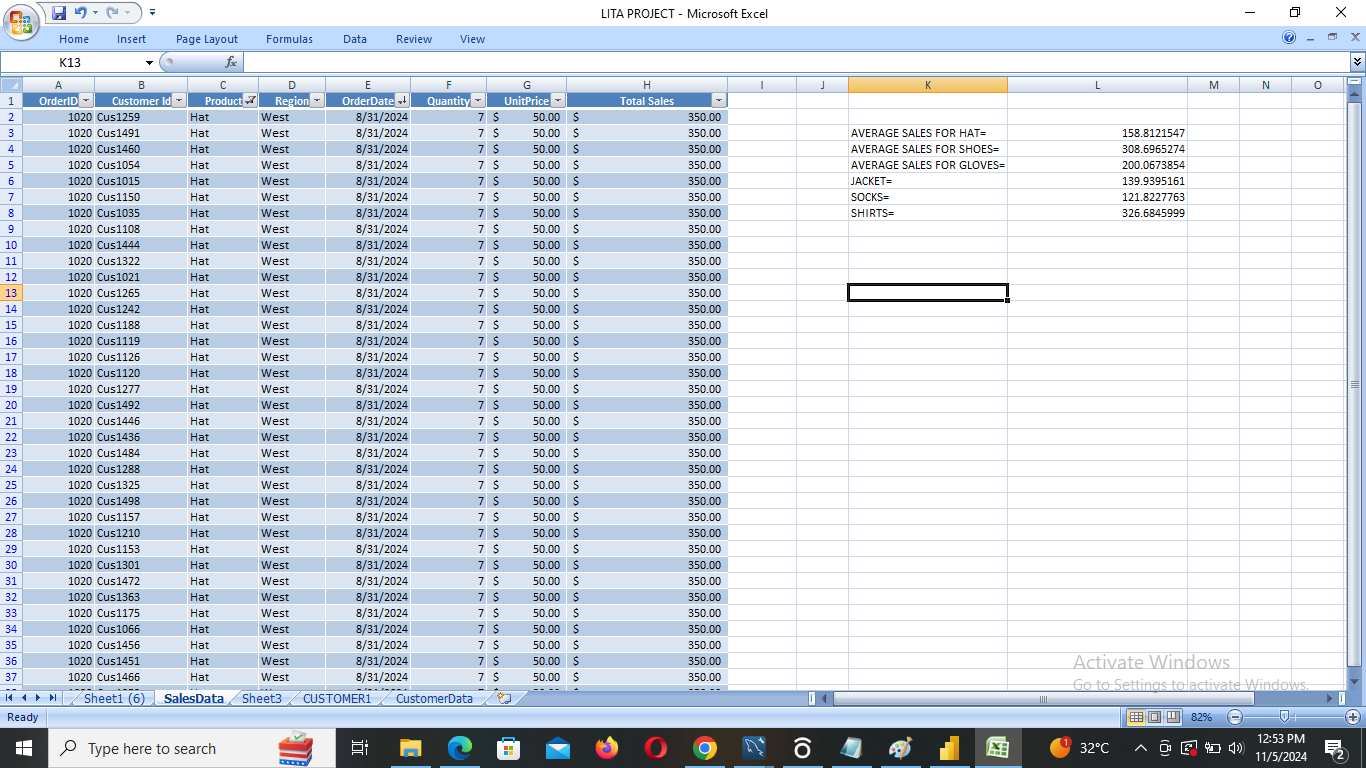 LITA PROJECT - Microsoft Excel
Home Insert Page Layout Formulas Data Review View
K13 fx
A B C D E F G H I J K L M N O
1 OrderID Customer Id Product Region OrderDate Quantity UnitPrice Total Sales
2 1020 Cus1259 Hat West 8/31/2024 7 $ 50.00 $ 350.00
3 1020 Cus1491 Hat West 8/31/2024 7 $ 50.00 $ 350.00 AVERAGE SALES FOR HAT= 158.8121547
4 1020 Cus1460 Hat West 8/31/2024 7 $ 50.00 $ 350.00 AVERAGE SALES FOR SHOES= 308.6965274
5 1020 Cus1054 Hat West 8/31/2024 7 $ 50.00 $ 350.00 AVERAGE SALES FOR GLOVES= 200.0673854
6 1020 Cus1015 Hat West 8/31/2024 7 $ 50.00 $ 350.00 JACKET= 139.9395161
7 1020 Cus1150 Hat West 8/31/2024 7 $ 50.00 $ 350.00 SOCKS= 121.8227763
8 1020 Cus1035 Hat West 8/31/2024 7 $ 50.00 $ 350.00 SHIRTS= 326.6845999
9 1020 Cus1108 Hat West 8/31/2024 7 $ 50.00 $ 350.00
10 1020 Cus1444 Hat West 8/31/2024 7 $ 50.00 $ 350.00
11 1020 Cus1322 Hat West 8/31/2024 7 $ 50.00 $ 350.00
12 1020 Cus1021 Hat West 8/31/2024 7 $ 50.00 $ 350.00
13 1020 Cus1265 Hat West 8/31/2024 7 $ 50.00 $ 350.00
14 1020 Cus1242 Hat West 8/31/2024 7 $ 50.00 $ 350.00
15 1020 Cus1188 Hat West 8/31/2024 7 $ 50.00 $ 350.00
16 1020 Cus1119 Hat West 8/31/2024 7 $ 50.00 $ 350.00
17 1020 Cus1126 Hat West 8/31/2024 7 $ 50.00 $ 350.00
18 1020 Cus1120 Hat West 8/31/2024 7 $ 50.00 $ 350.00
19 1020 Cus1277 Hat West 8/31/2024 7 $ 50.00 $ 350.00
20 1020 Cus1492 Hat West 8/31/2024 7 $ 50.00 $ 350.00
21 1020 Cus1446 Hat West 8/31/2024 7 $ 50.00 $ 350.00
22 1020 Cus1436 Hat West 8/31/2024 7 $ 50.00 $ 350.00
23 1020 Cus1484 Hat West 8/31/2024 7 $ 50.00 $ 350.00
24 1020 Cus1288 Hat West 8/31/2024 7 $ 50.00 $ 350.00
25 1020 Cus1325 Hat West 8/31/2024 7 $ 50.00 $ 350.00
26 1020 Cus1498 Hat West 8/31/2024 7 $ 50.00 $ 350.00
27 1020 Cus1157 Hat West 8/31/2024 7 $ 50.00 $ 350.00
28 1020 Cus1210 Hat West 8/31/2024 7 $ 50.00 $ 350.00
29 1020 Cus1153 Hat West 8/31/2024 7 $ 50.00 $ 350.00
30 1020 Cus1301 Hat West 8/31/2024 7 $ 50.00 $ 350.00
31 1020 Cus1472 Hat West 8/31/2024 7 $ 50.00 $ 350.00
32 1020 Cus1363 Hat West 8/31/2024 7 $ 50.00 $ 350.00
33 1020 Cus1175 Hat West 8/31/2024 7 $ 50.00 $ 350.00
34 1020 Cus1066 Hat West 8/31/2024 7 $ 50.00 $ 350.00
35 1020 Cus1456 Hat West 8/31/2024 7 $ 50.00 $ 350.00
36 1020 Cus1451 Hat West 8/31/2024 7 $ 50.00 $ 350.00
37 1020 Cus1466 Hat West 8/31/2024 7 $ 50.00 $ 350.00
Activate Windows
Go to Settings to activate Windows.
Sheet1 (6) SalesData Sheet3 CUSTOMER1 CustomerData
Ready 82%
Type here to search 1 32°C 12:53 PM
11/5/2024 2